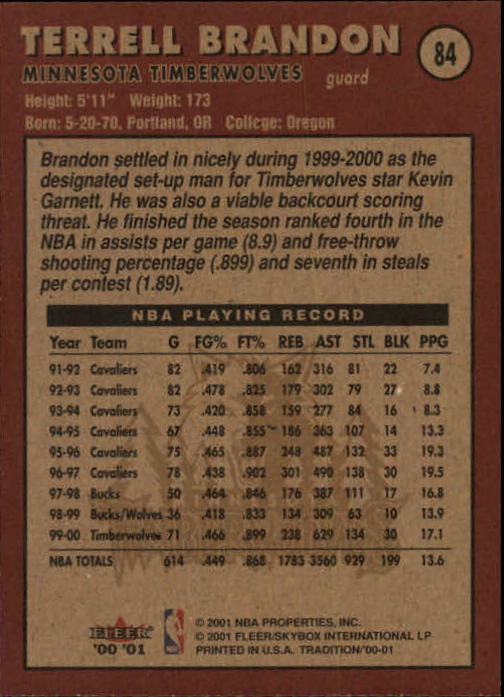 TERRELL BRANDON
84
MINNESOTA TIMBERWOLVES guard
Height: 5'11" Weight: 173
Born: 5-20-70, Portland, OR College: Oregon
Brandon settled in nicely during 1999-2000 as the
designated set-up man for Timberwolves star Kevin
Garnett. He was also a viable backcourt scoring
threat. He finished the season ranked fourth in the
NBA in assists per game (8.9) and free-throw
shooting percentage (.899) and seventh in steals
per contest (1.89).
NBA PLAYING RECORD
Year Team G FG% FT% REB AST STL BLK PPG
91-92 Cavaliers 82 .419 .806 162 316 81 22 7.4
92-93 Cavaliers 82 .478 .825 179 302 79 27 8.8
93-94 Cavaliers 73 .420 .858 159 277 84 16 8.3
94-95 Cavaliers 67 .448 .855 186 363 107 14 13.3
95-96 Cavaliers 75 .465 .887 248 487 132 33 19.3
96-97 Cavaliers 78 .438 .902 301 490 138 30 19.5
97-98 Bucks 50 .464 .846 176 387 111 17 16.8
98-99 Bucks/Wolves 36 .418 .833 134 309 63 10 13.9
99-00 Timberwolves 71 .466 .899 238 629 134 30 17.1
NBA TOTALS 614 .449 .868 1783 3560 929 199 13.6
FLEER
'00 '01
© 2001 NBA PROPERTIES, INC.
© 2001 FLEER/SKYBOX INTERNATIONAL LP
PRINTED IN U.S.A. TRADITION/'00-01